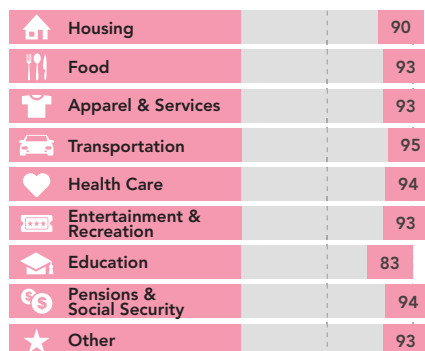 Housing 90
Food 93
Apparel & Services 93
Transportation 95
Health Care 94
Entertainment &
Recreation 93
Education 83
Pensions &
Social Security 94
Other 93